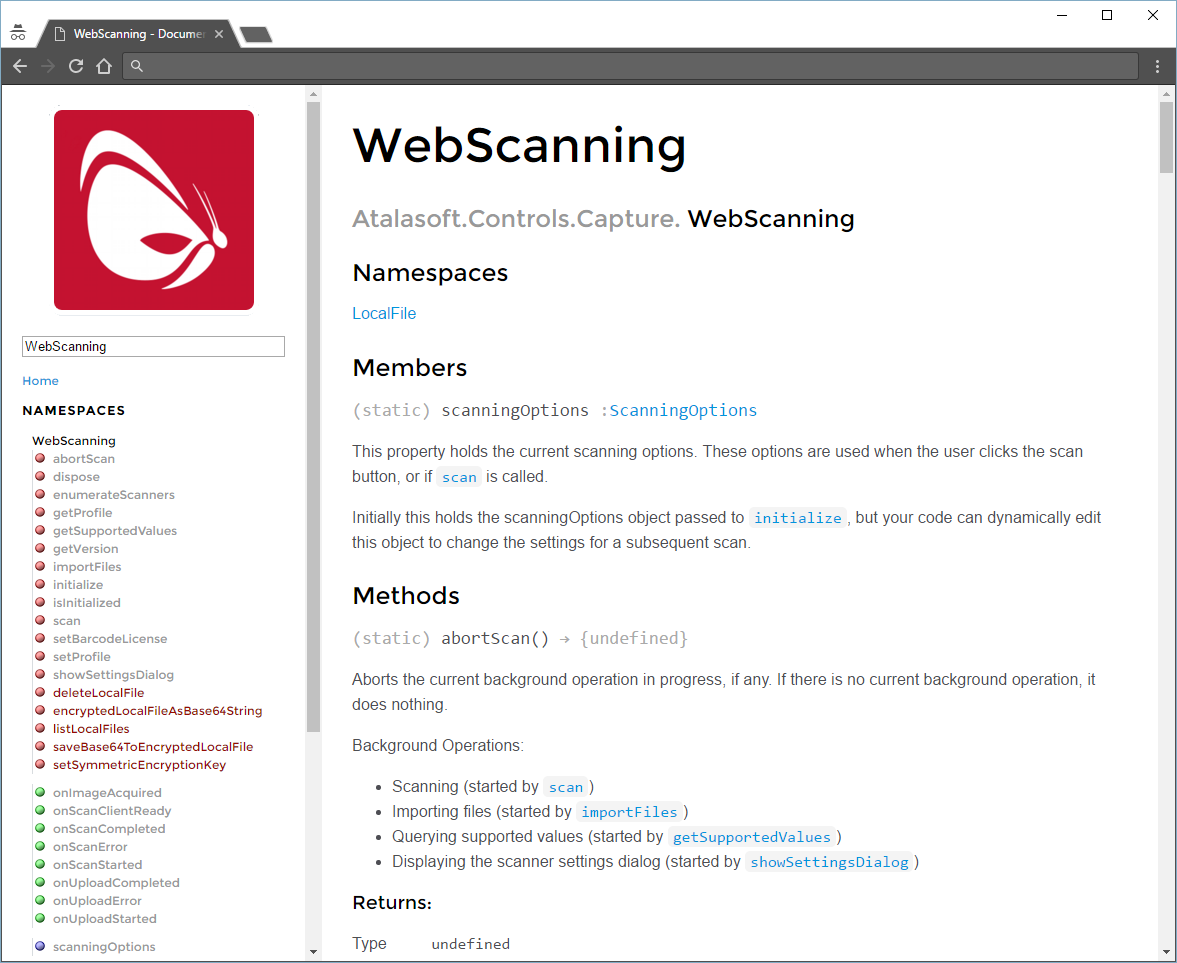 WebScanning - Docume
WebScanning
Home
NAMESPACES
WebScanning
abortScan
dispose
enumerateScanners
getProfile
getSupportedValues
getVersion
importFiles
initialize
isInitialized
scan
setBarcodeLicense
setProfile
showSettingsDialog
deleteLocalFile
encryptedLocalFileAsBase64String
listLocalFiles
saveBase64ToEncryptedLocalFile
setSymmetricEncryptionKey
onImageAcquired
onScanClientReady
onScanCompleted
onScanError
onScanStarted
onUploadCompleted
onUploadError
onUploadStarted
scanningOptions
WebScanning
Atalasoft.Controls.Capture. WebScanning
Namespaces
LocalFile
Members
(static) scanningOptions :ScanningOptions
This property holds the current scanning options. These options are used when the user clicks the scan
button, or if scan is called.
Initially this holds the scanningOptions object passed to initialize , but your code can dynamically edit
this object to change the settings for a subsequent scan.
Methods
(static) abortScan() → {undefined}
Aborts the current background operation in progress, if any. If there is no current background operation, it
does nothing.
Background Operations:
• Scanning (started by scan )
• Importing files (started by importFiles )
• Querying supported values (started by getSupportedValues )
• Displaying the scanner settings dialog (started by showSettingsDialog )
Returns:
Type undefined